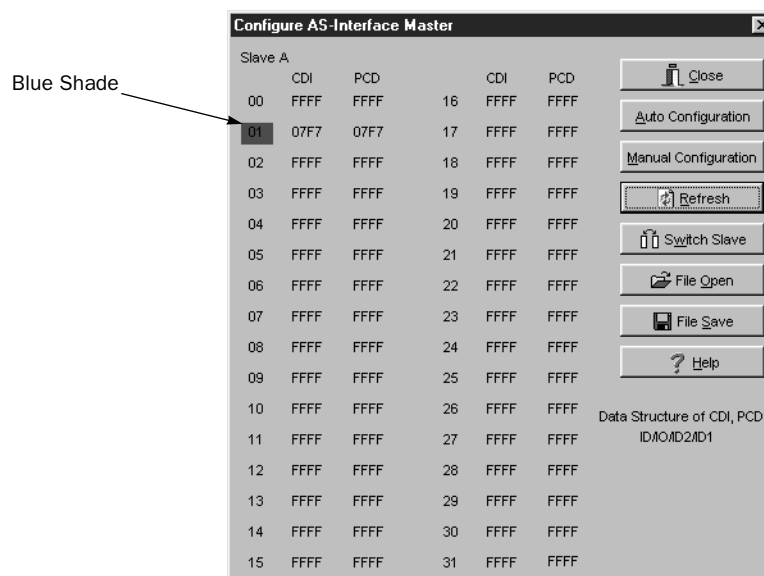 Configure AS-Interface Master
Slave A
CDI PCD CDI PCD
Blue Shade
00 FFFF FFFF 16 FFFF FFFF
01 07F7 07F7 17 FFFF FFFF
02 FFFF FFFF 18 FFFF FFFF
03 FFFF FFFF 19 FFFF FFFF
04 FFFF FFFF 20 FFFF FFFF
05 FFFF FFFF 21 FFFF FFFF
06 FFFF FFFF 22 FFFF FFFF
07 FFFF FFFF 23 FFFF FFFF
08 FFFF FFFF 24 FFFF FFFF
09 FFFF FFFF 25 FFFF FFFF
10 FFFF FFFF 26 FFFF FFFF
11 FFFF FFFF 27 FFFF FFFF
12 FFFF FFFF 28 FFFF FFFF
13 FFFF FFFF 29 FFFF FFFF
14 FFFF FFFF 30 FFFF FFFF
15 FFFF FFFF 31 FFFF FFFF
Close
Auto Configuration
Manual Configuration
Refresh
Switch Slave
File Open
File Save
Help
Data Structure of CDI, PCD
ID/IO/ID2/ID1